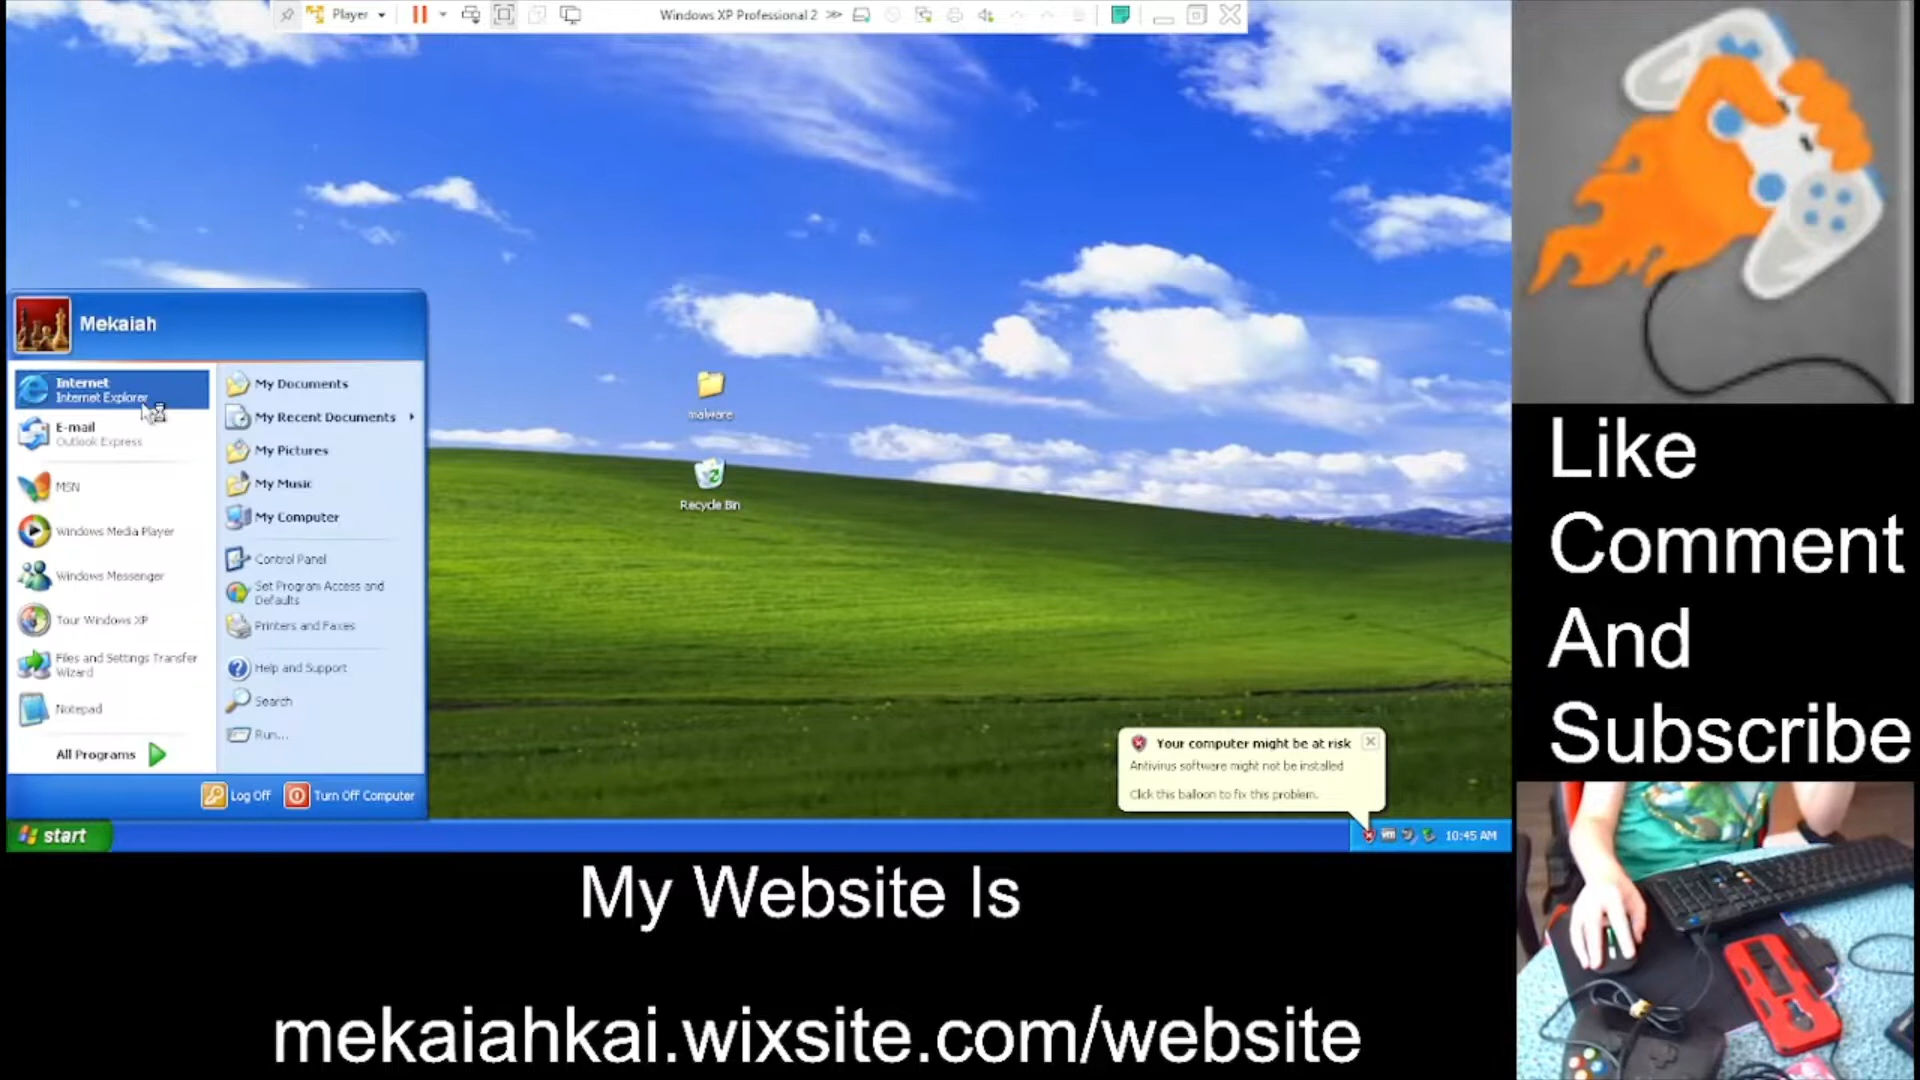 Player
Windows XP Professional 2
Mekaiah
Internet
Internet Explorer
E-mail
Outlook Express
MSN
Windows Media Player
Windows Messenger
Tour Windows XP
Files and Settings Transfer
Wizard
Notepad
All Programs
My Documents
My Recent Documents
My Pictures
My Music
My Computer
Control Panel
Set Program Access and
Defaults
Printers and Faxes
Help and Support
Search
Run...
Log Off
Turn Off Computer
start
malware
Recycle Bin
Your computer might be at risk
Antivirus software might not be installed
Click this balloon to fix this problem.
vm
10:45 AM
Like
Comment
And
Subscribe
My Website Is
mekaiahkai.wixsite.com/website